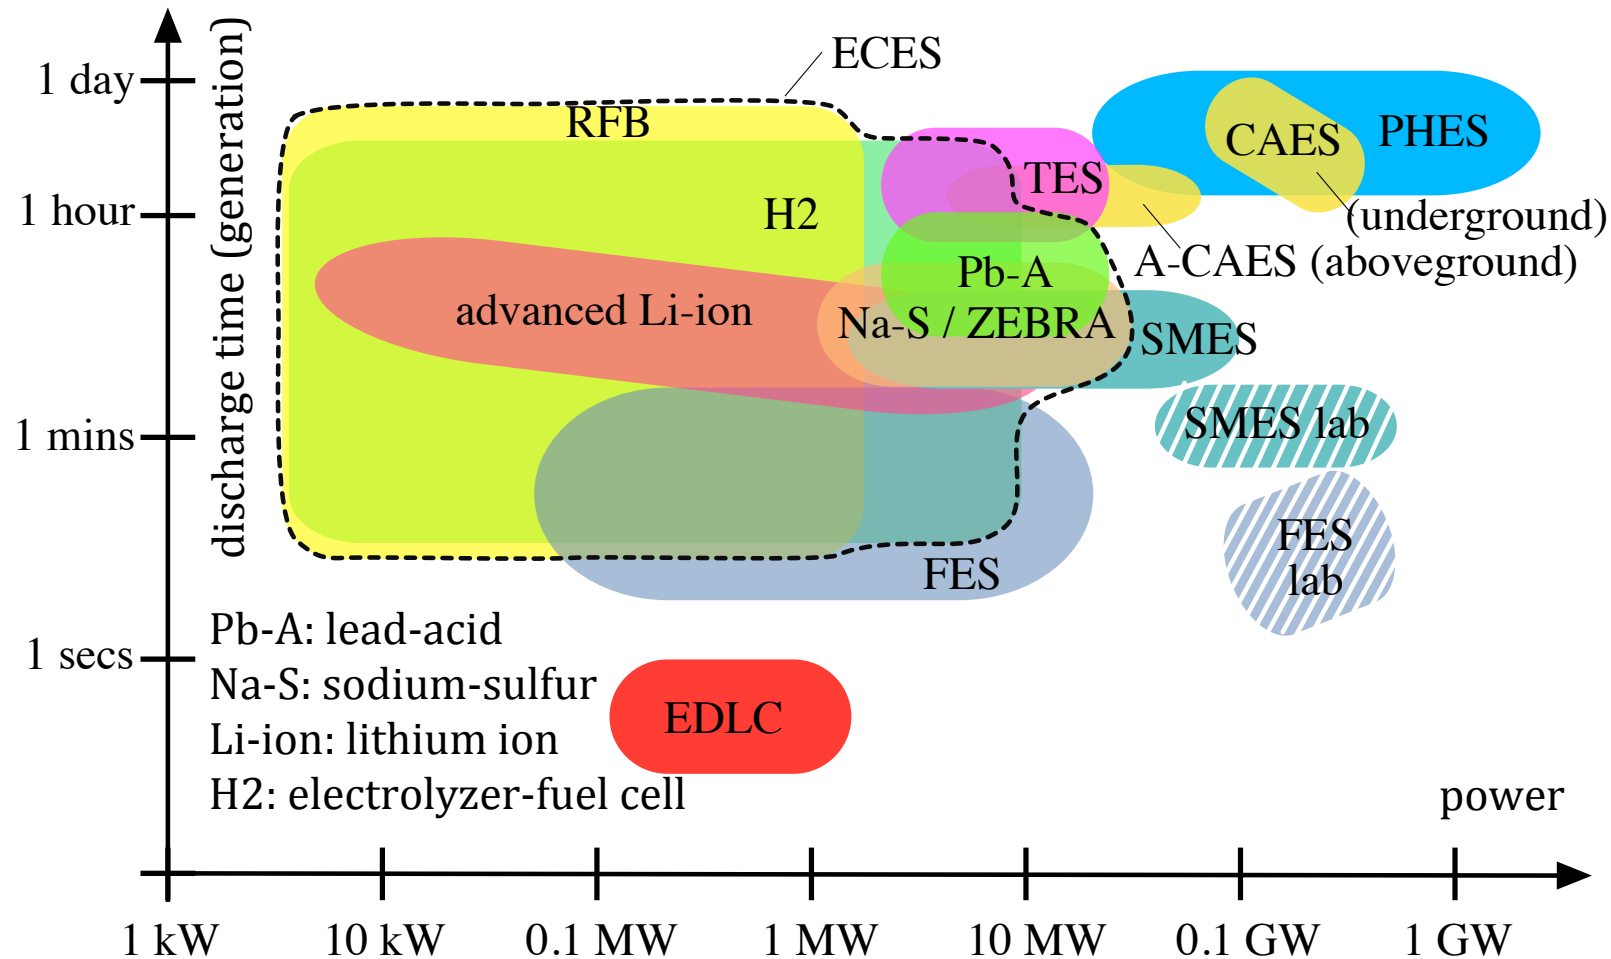 ECES
1 day
RFB
CAES
PHES
TES
1 hour
H2
(underground)
A-CAES (aboveground)
discharge time (generation)
Pb-A
advanced Li-ion
Na-S / ZEBRA
SMES
SMES lab
1 mins
FES
lab
FES
Pb-A: lead-acid
1 secs
Na-S: sodium-sulfur
EDLC
Li-ion: lithium ion
H2: electrolyzer-fuel cell
power
1 kW
10 kW
0.1 MW
1 MW
10 MW
0.1 GW
1 GW